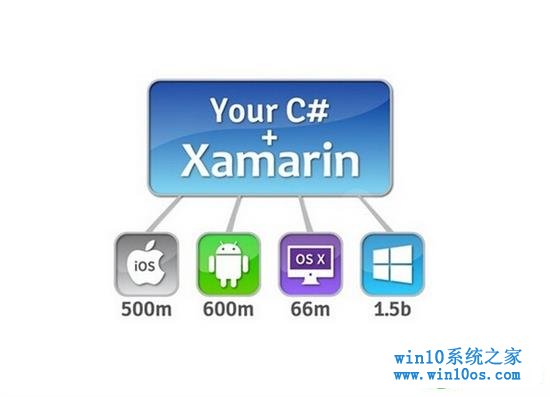 Your C#
+
Xamarin
iOS
OS X
500m
600m
66m
1.5b
win10系统之家
www.win10os.com